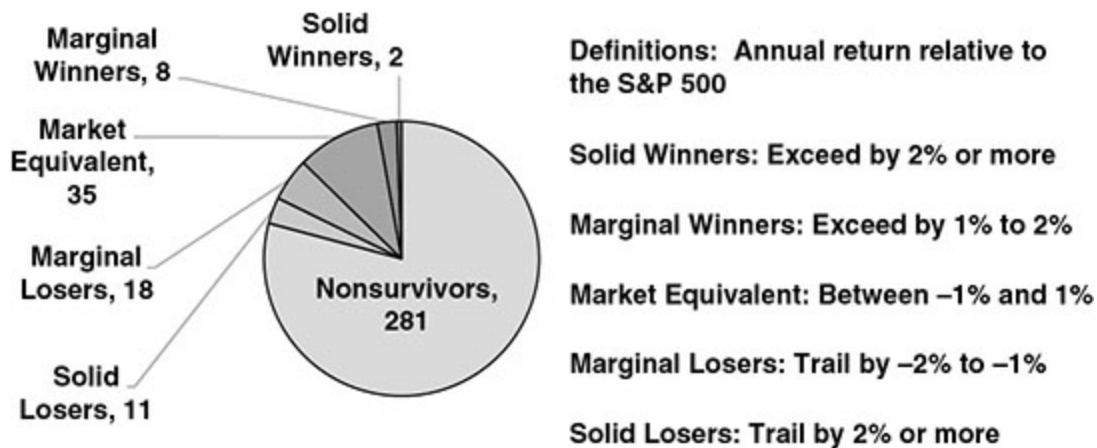 Solid
Winners, 2
Marginal
Winners, 8
Market
Equivalent,
35
Marginal
Losers, 18
Solid
Losers, 11
Nonsurvivors,
281
Definitions: Annual return relative to
the S&P 500
Solid Winners: Exceed by 2% or more
Marginal Winners: Exceed by 1% to 2%
Market Equivalent: Between –1% and 1%
Marginal Losers: Trail by –2% to –1%
Solid Losers: Trail by 2% or more